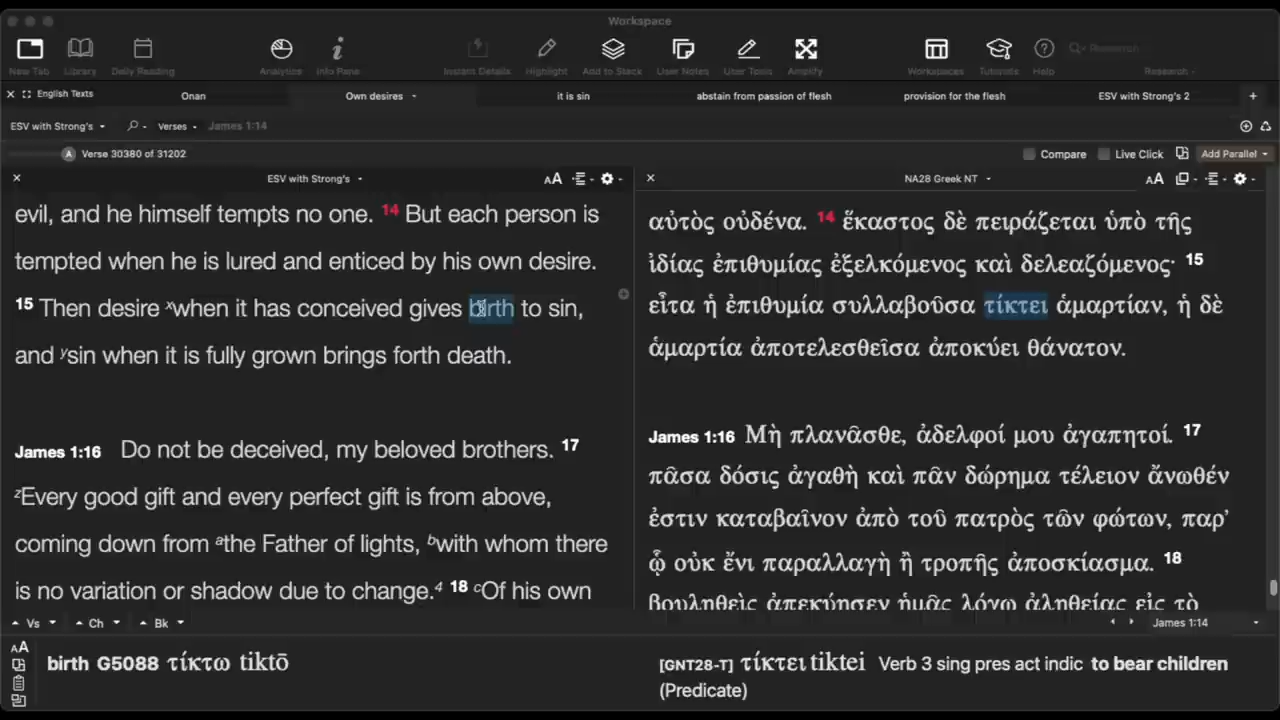 Workspace
New Tab Library Daily Reading Analytics Info Pane Instant Details Highlight Add to Stack User Notes User Tools Amplify Workspaces Tutorials Help Research
English Texts Onan Own desires it is sin abstain from passion of flesh provision for the flesh ESV with Strong's 2
ESV with Strong's Verses James 1:14
Verse 30380 of 31202 Compare Live Click Add Parallel
ESV with Strong's
evil, and he himself tempts no one. 14 But each person is
tempted when he is lured and enticed by his own desire.
15 Then desire xwhen it has conceived gives birth to sin,
and ysin when it is fully grown brings forth death.
James 1:16 Do not be deceived, my beloved brothers. 17
zEvery good gift and every perfect gift is from above,
coming down from athe Father of lights, bwith whom there
is no variation or shadow due to change.4 18 cOf his own
NA28 Greek NT
αὐτὸς οὐδένα. 14 ἕκαστος δὲ πειράζεται ὑπὸ τῆς
ἰδίας ἐπιθυμίας ἐξελκόμενος καὶ δελεαζόμενος· 15
εἶτα ἡ ἐπιθυμία συλλαβοῦσα τίκτει ἁμαρτίαν, ἡ δὲ
ἁμαρτία ἀποτελεσθεῖσα ἀποκύει θάνατον.
James 1:16 Μὴ πλανᾶσθε, ἀδελφοί μου ἀγαπητοί. 17
πᾶσα δόσις ἀγαθὴ καὶ πᾶν δώρημα τέλειον ἄνωθέν
ἐστιν καταβαῖνον ἀπὸ τοῦ πατρὸς τῶν φώτων, παρ’
ᾧ οὐκ ἔνι παραλλαγὴ ἢ τροπῆς ἀποσκίασμα. 18
βουληθεὶς ἀπεκύησεν ἡμᾶς λόγῳ ἀληθείας εἰς τὸ
Vs Ch Bk James 1:14
birth G5088 τίκτω tiktō
[GNT28-T] τίκτει tiktei Verb 3 sing pres act indic to bear children
(Predicate)